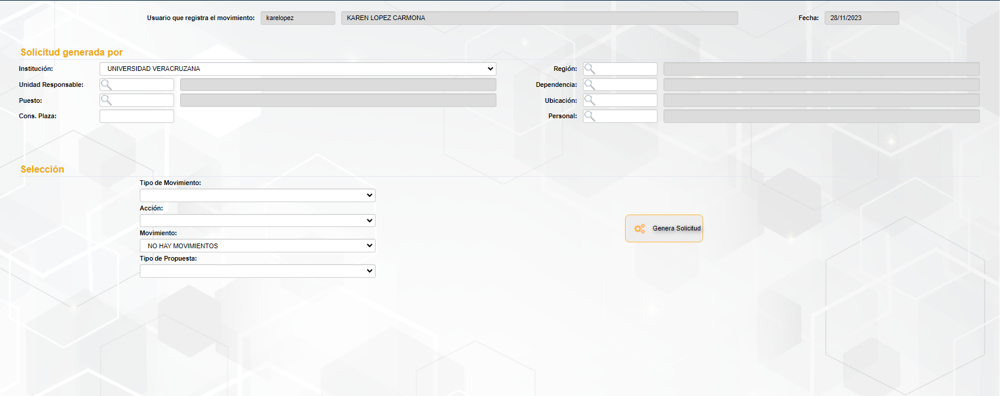 Usuario que registra el movimiento: karelopez KAREN LOPEZ CARMONA Fecha: 28/11/2023
Solicitud generada por
Institución: UNIVERSIDAD VERACRUZANA Región:
Unidad Responsable: Dependencia:
Puesto: Ubicación:
Cons. Plaza: Personal:
Selección
Tipo de Movimiento:
Acción:
Genera Solicitud
Movimiento:
NO HAY MOVIMIENTOS
Tipo de Propuesta: